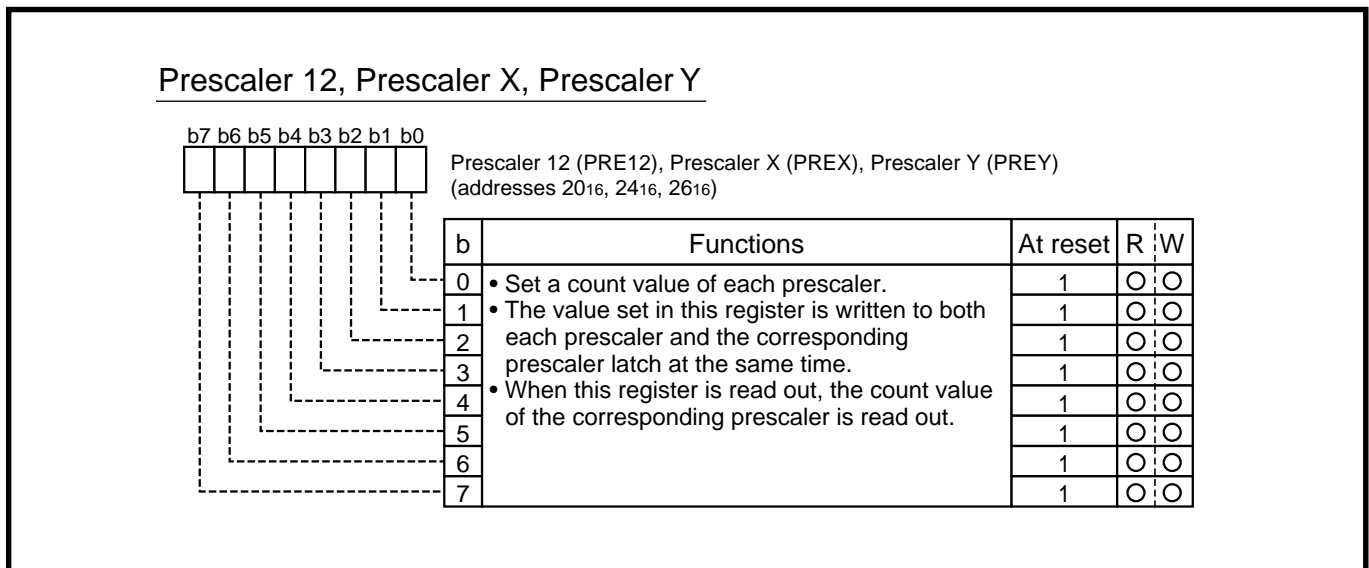 Prescaler 12, Prescaler X, Prescaler Y
b7 b6 b5 b4 b3 b2 b1 b0
Prescaler 12 (PRE12), Prescaler X (PREX), Prescaler Y (PREY)
(addresses 2016, 2416, 2616)
b Functions At reset R W
0 • Set a count value of each prescaler. 1 O O
1 • The value set in this register is written to both 1 O O
2 each prescaler and the corresponding 1 O O
3 prescaler latch at the same time. 1 O O
4 • When this register is read out, the count value 1 O O
5 of the corresponding prescaler is read out. 1 O O
6 1 O O
7 1 O O